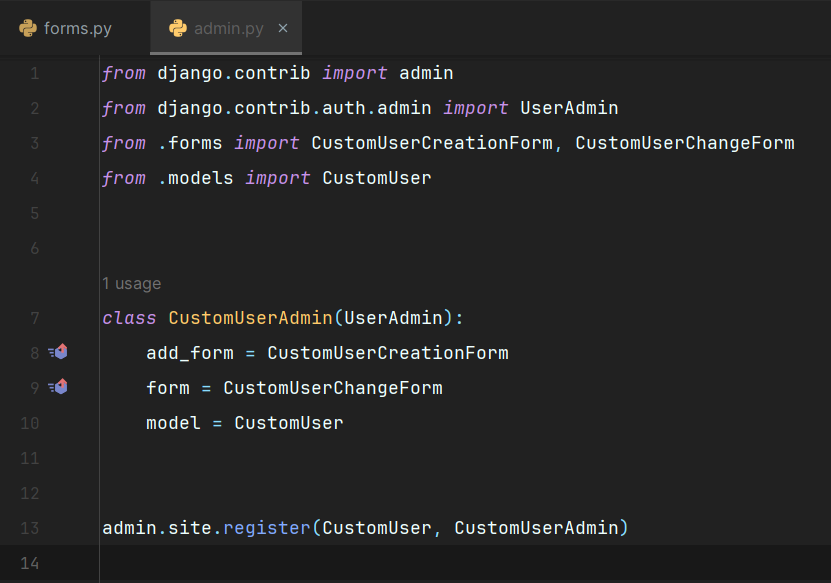 forms.py admin.py ×
1 from django.contrib import admin
2 from django.contrib.auth.admin import UserAdmin
3 from .forms import CustomUserCreationForm, CustomUserChangeForm
4 from .models import CustomUser
5
6
1 usage
7 class CustomUserAdmin(UserAdmin):
8     add_form = CustomUserCreationForm
9     form = CustomUserChangeForm
10     model = CustomUser
11
12
13 admin.site.register(CustomUser, CustomUserAdmin)
14